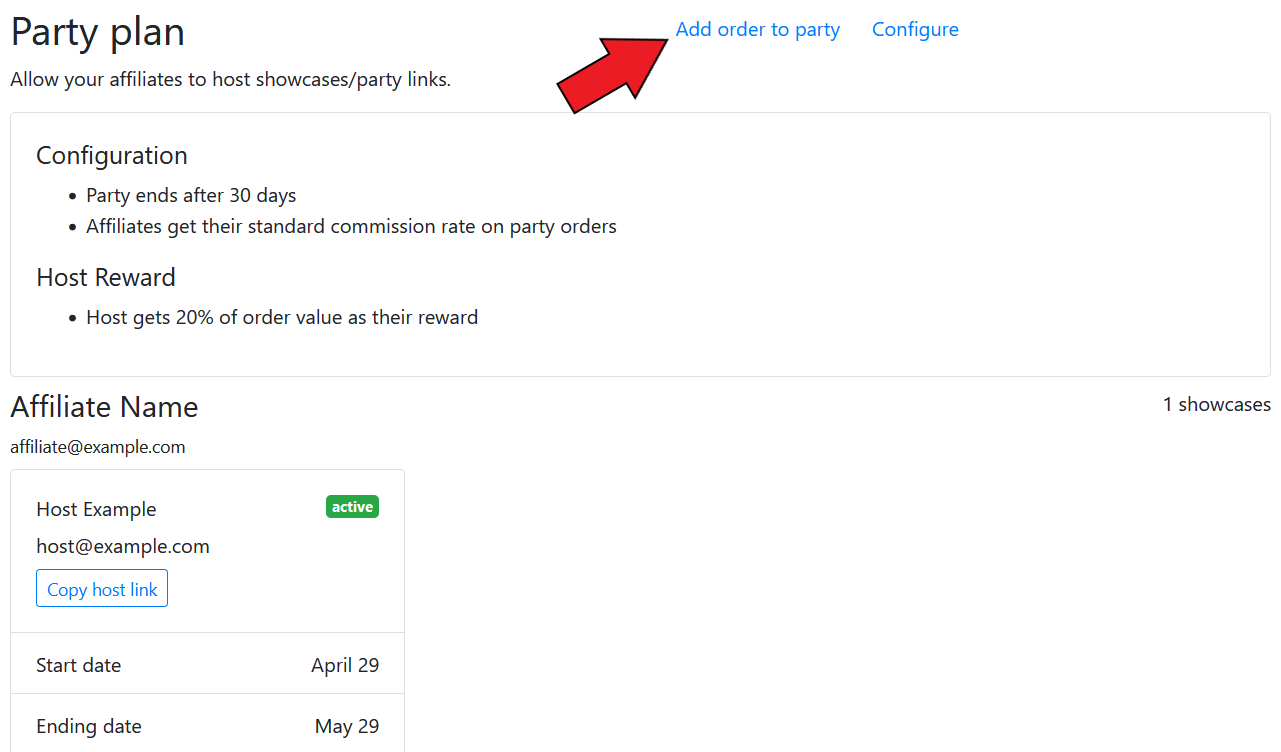 Party plan
Add order to party
Configure
Allow your affiliates to host showcases/party links.
Configuration
Party ends after 30 days
Affiliates get their standard commission rate on party orders
Host Reward
Host gets 20% of order value as their reward
Affiliate Name
1 showcases
affiliate@example.com
Host Example
active
host@example.com
Copy host link
Start date
April 29
Ending date
May 29